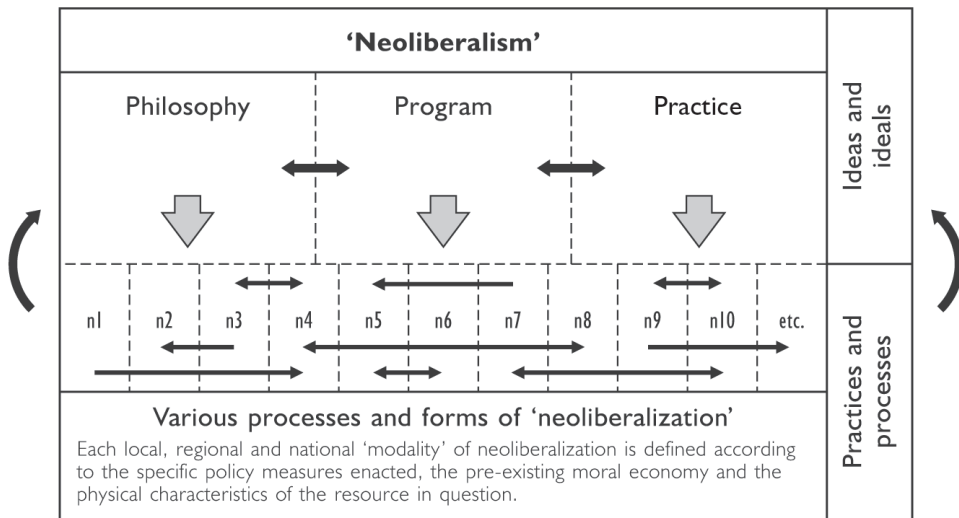 ‘Neoliberalism’
Philosophy
Program
Practice
Ideas and
ideals
n1
n2
n3
n4
n5
n6
n7
n8
n9
n10
etc.
Various processes and forms of ‘neoliberalization’
Each local, regional and national ‘modality’ of neoliberalization is defined according
to the specific policy measures enacted, the pre-existing moral economy and the
physical characteristics of the resource in question.
Practices and
processes